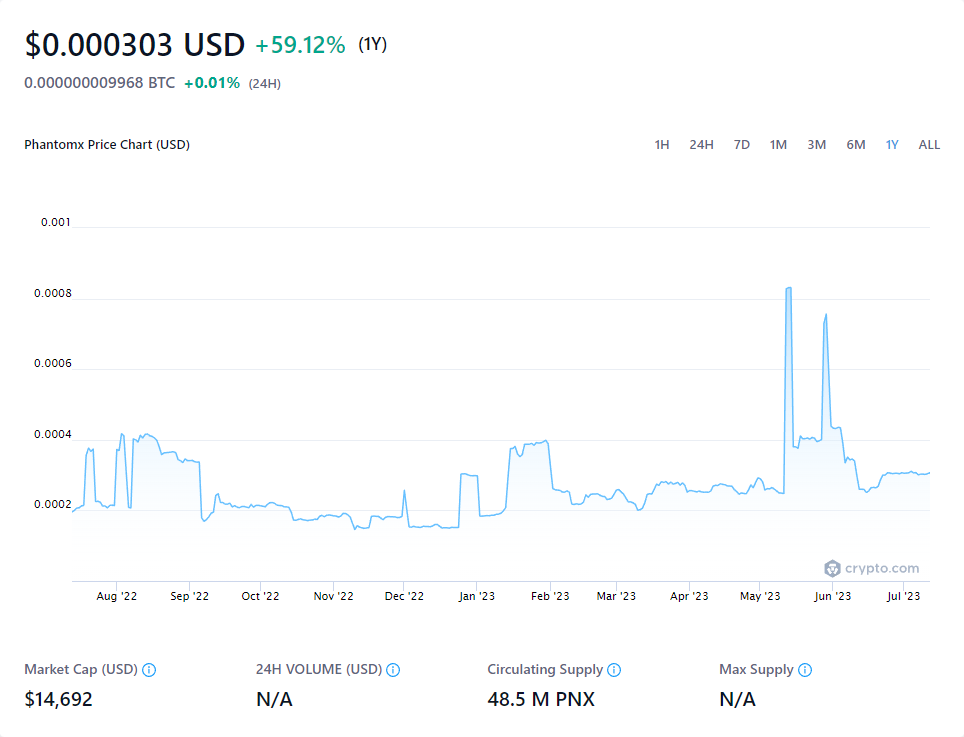 $0.000303 USD +59.12% (1Y)
0.000000009968 BTC +0.01% (24H)
Phantomx Price Chart (USD) 1H 24H 7D 1M 3M 6M 1Y ALL
0.001
0.0008
0.0006
0.0004
0.0002
crypto.com
Aug '22 Sep '22 Oct '22 Nov '22 Dec '22 Jan '23 Feb '23 Mar '23 Apr '23 May '23 Jun '23 Jul '23
Market Cap (USD) 24H VOLUME (USD) Circulating Supply Max Supply
$14,692 N/A 48.5 M PNX N/A